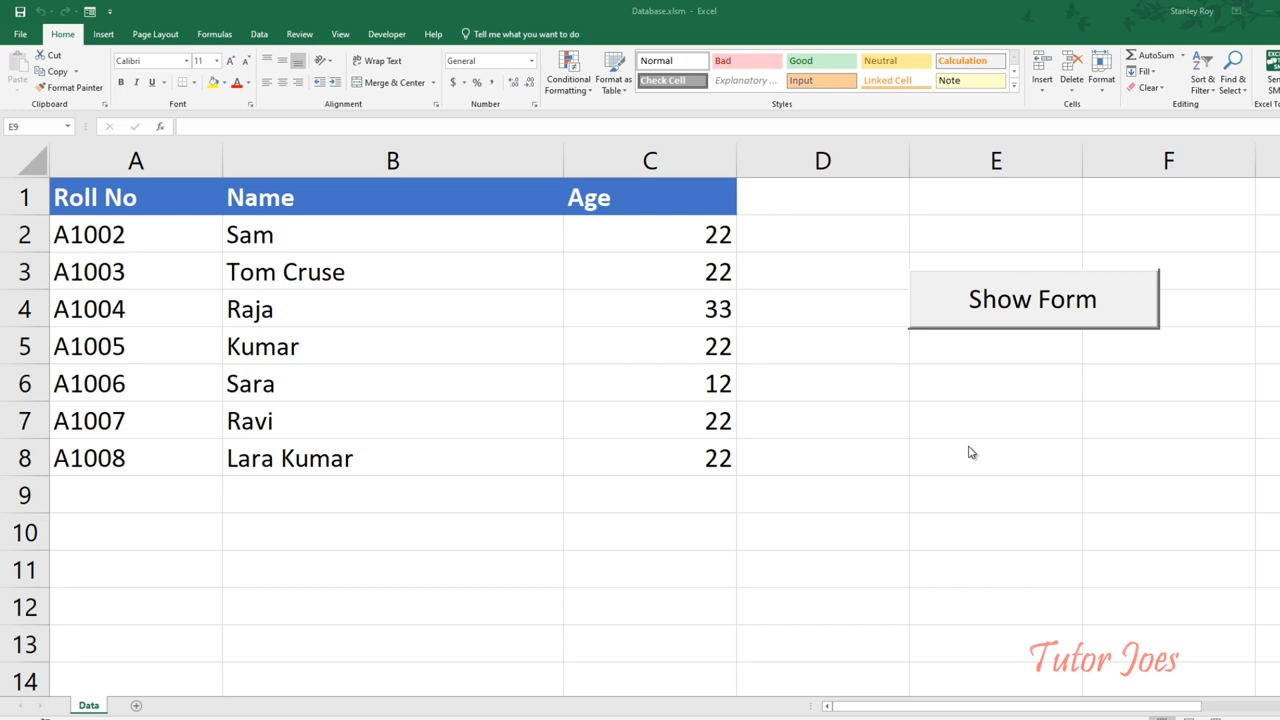 Database.xlsm - Excel
Stanley Roy
File Home Insert Page Layout Formulas Data Review View Developer Help Tell me what you want to do
Paste
Cut
Copy
Format Painter
Clipboard
Calibri 11
B I U
Font
Wrap Text
Merge & Center
Alignment
General
$ % ,
Number
Conditional Formatting
Format as Table
Normal Bad Good Neutral Calculation
Check Cell Explanatory ... Input Linked Cell Note
Styles
Insert Delete Format
Cells
AutoSum
Fill
Clear
Sort & Filter
Find & Select
Editing
E9
fx
A B C D E F
1 Roll No Name Age
2 A1002 Sam 22
3 A1003 Tom Cruse 22
4 A1004 Raja 33
5 A1005 Kumar 22
6 A1006 Sara 12
7 A1007 Ravi 22
8 A1008 Lara Kumar 22
9
10
11
12
13
14
Show Form
Tutor Joes
Data